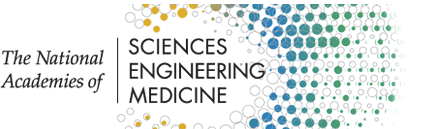 The National
Academies of
SCIENCES
ENGINEERING
MEDICINE